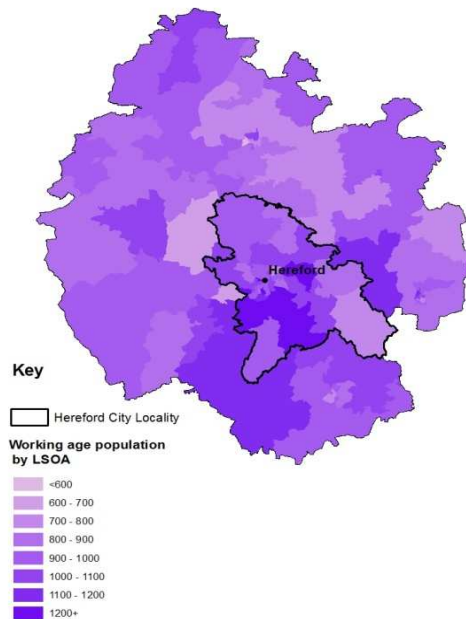 Hereford
Key
Hereford City Locality
Working age population
by LSOA
<600
600 - 700
700 - 800
800 - 900
900 - 1000
1000 - 1100
1100 - 1200
1200+